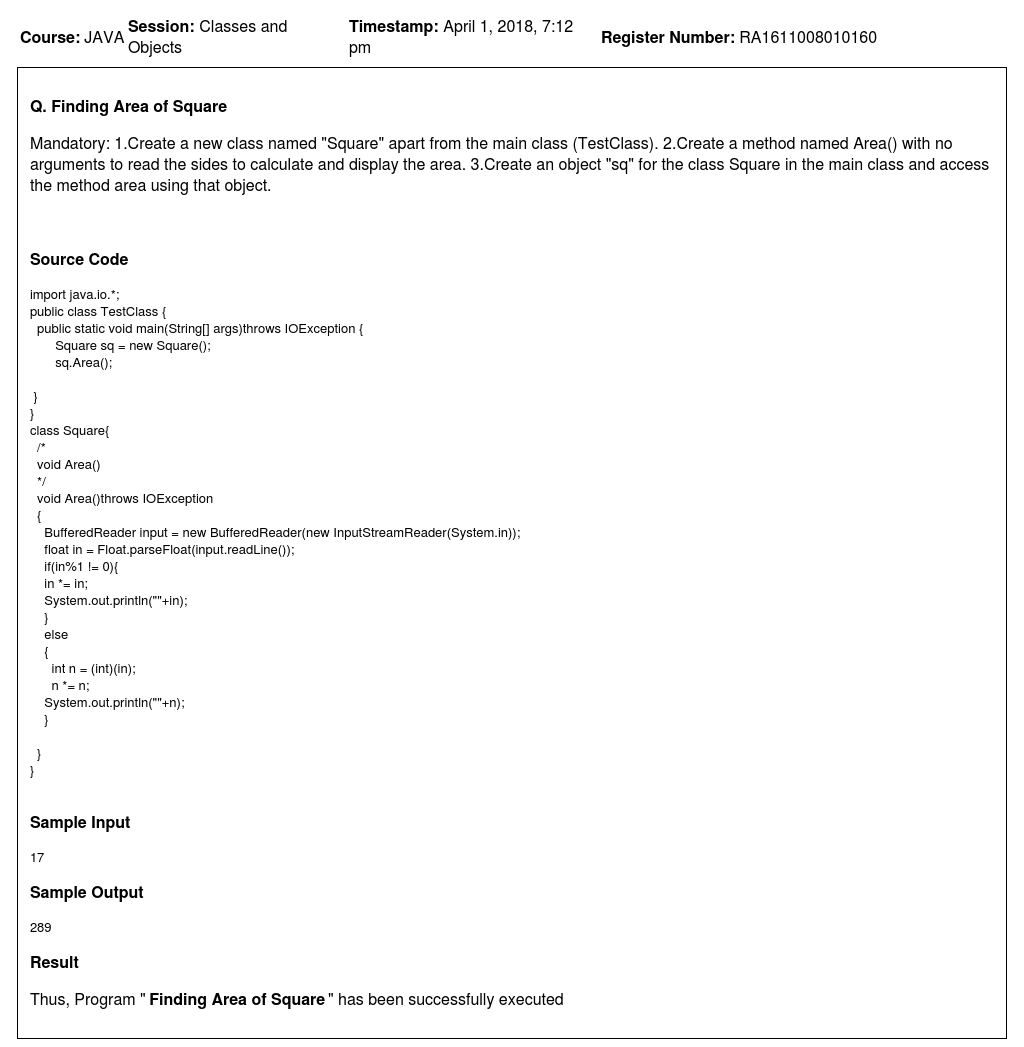 Course: JAVA Session: Classes and Objects Timestamp: April 1, 2018, 7:12 pm Register Number: RA1611008010160
Q. Finding Area of Square
Mandatory: 1.Create a new class named "Square" apart from the main class (TestClass). 2.Create a method named Area() with no
arguments to read the sides to calculate and display the area. 3.Create an object "sq" for the class Square in the main class and access
the method area using that object.
Source Code
import java.io.*;
public class TestClass {
  public static void main(String[] args)throws IOException {
       Square sq = new Square();
       sq.Area();
 }
}
class Square{
  /*
  void Area()
  */
  void Area()throws IOException
  {
    BufferedReader input = new BufferedReader(new InputStreamReader(System.in));
    float in = Float.parseFloat(input.readLine());
    if(in%1 != 0){
    in *= in;
    System.out.println(""+in);
    }
    else
    {
      int n = (int)(in);
      n *= n;
    System.out.println(""+n);
    }
  }
}
Sample Input
17
Sample Output
289
Result
Thus, Program " Finding Area of Square " has been successfully executed